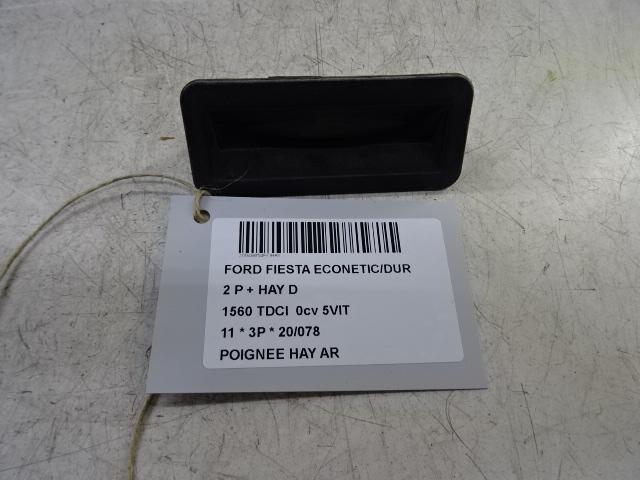 FORD FIESTA ECONETIC/DUR
2 P + HAY D
1560 TDCI 0cv 5VIT
11 * 3P * 20/078
POIGNEE HAY AR